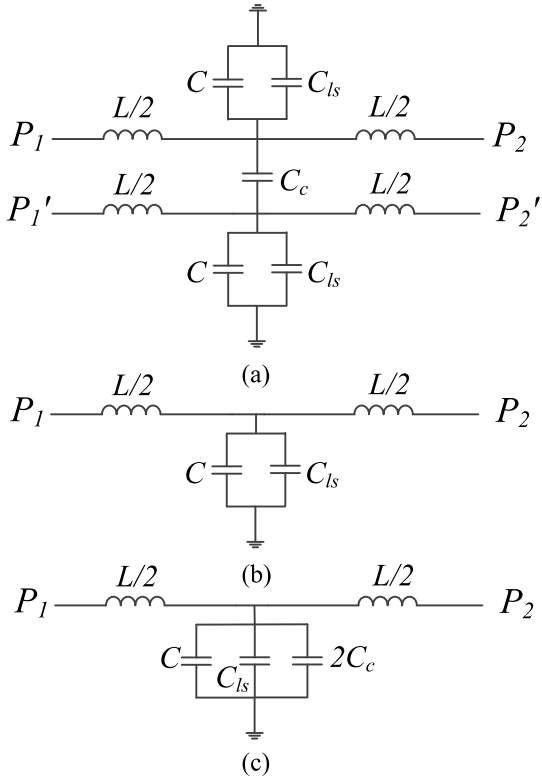 C C_ls
L/2 L/2
P_1 P_2
C_c
L/2 L/2
P_1' P_2'
C C_ls
(a)
L/2 L/2
P_1 P_2
C C_ls
(b)
L/2 L/2
P_1 P_2
C C_ls 2C_c
(c)